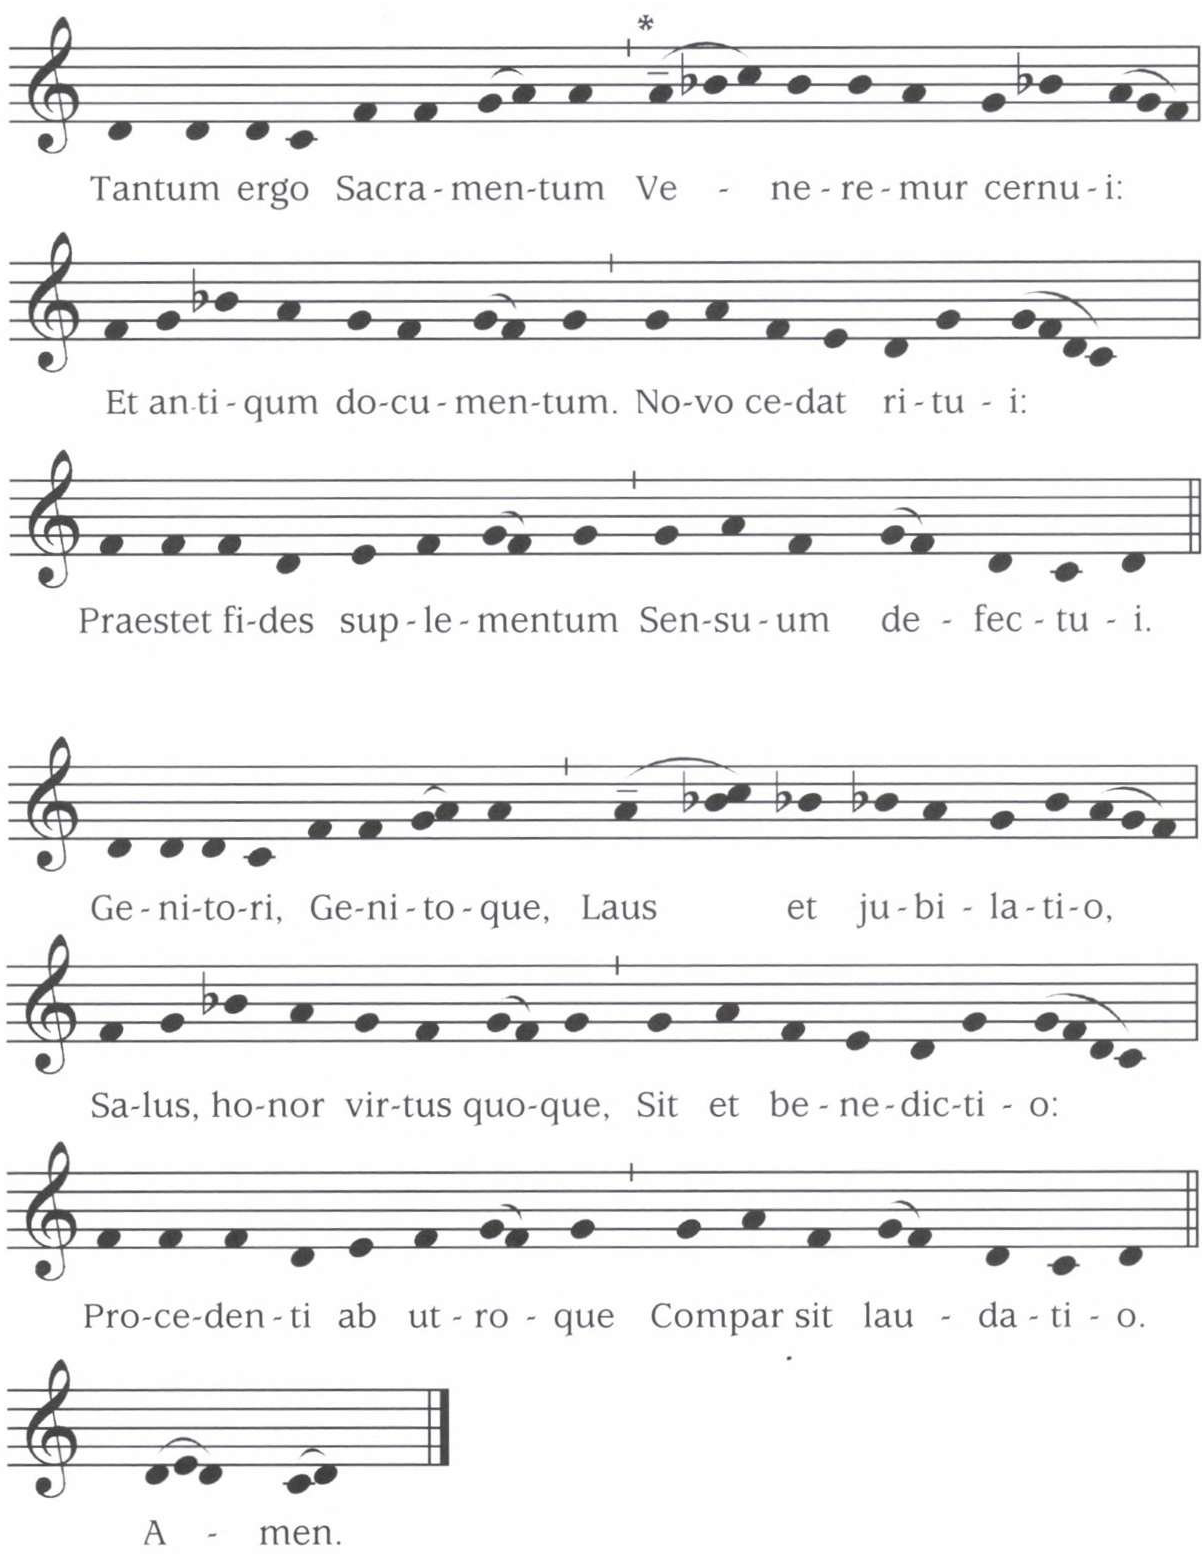 *
Tantum ergo Sacra - men-tum Ve - ne - re - mur cernu - i:
Et an-ti - qum do-cu - men-tum. No-vo ce-dat ri - tu - i:
Praestet fi-des sup - le - mentum Sen-su - um de - fec - tu - i.
Ge - ni-to-ri, Ge-ni - to - que, Laus et ju - bi - la-ti-o,
Sa-lus, ho-nor vir-tus quo-que, Sit et be - ne-dic-ti - o:
Pro-ce-den - ti ab ut - ro - que Compar sit lau - da - ti - o.
A - men.